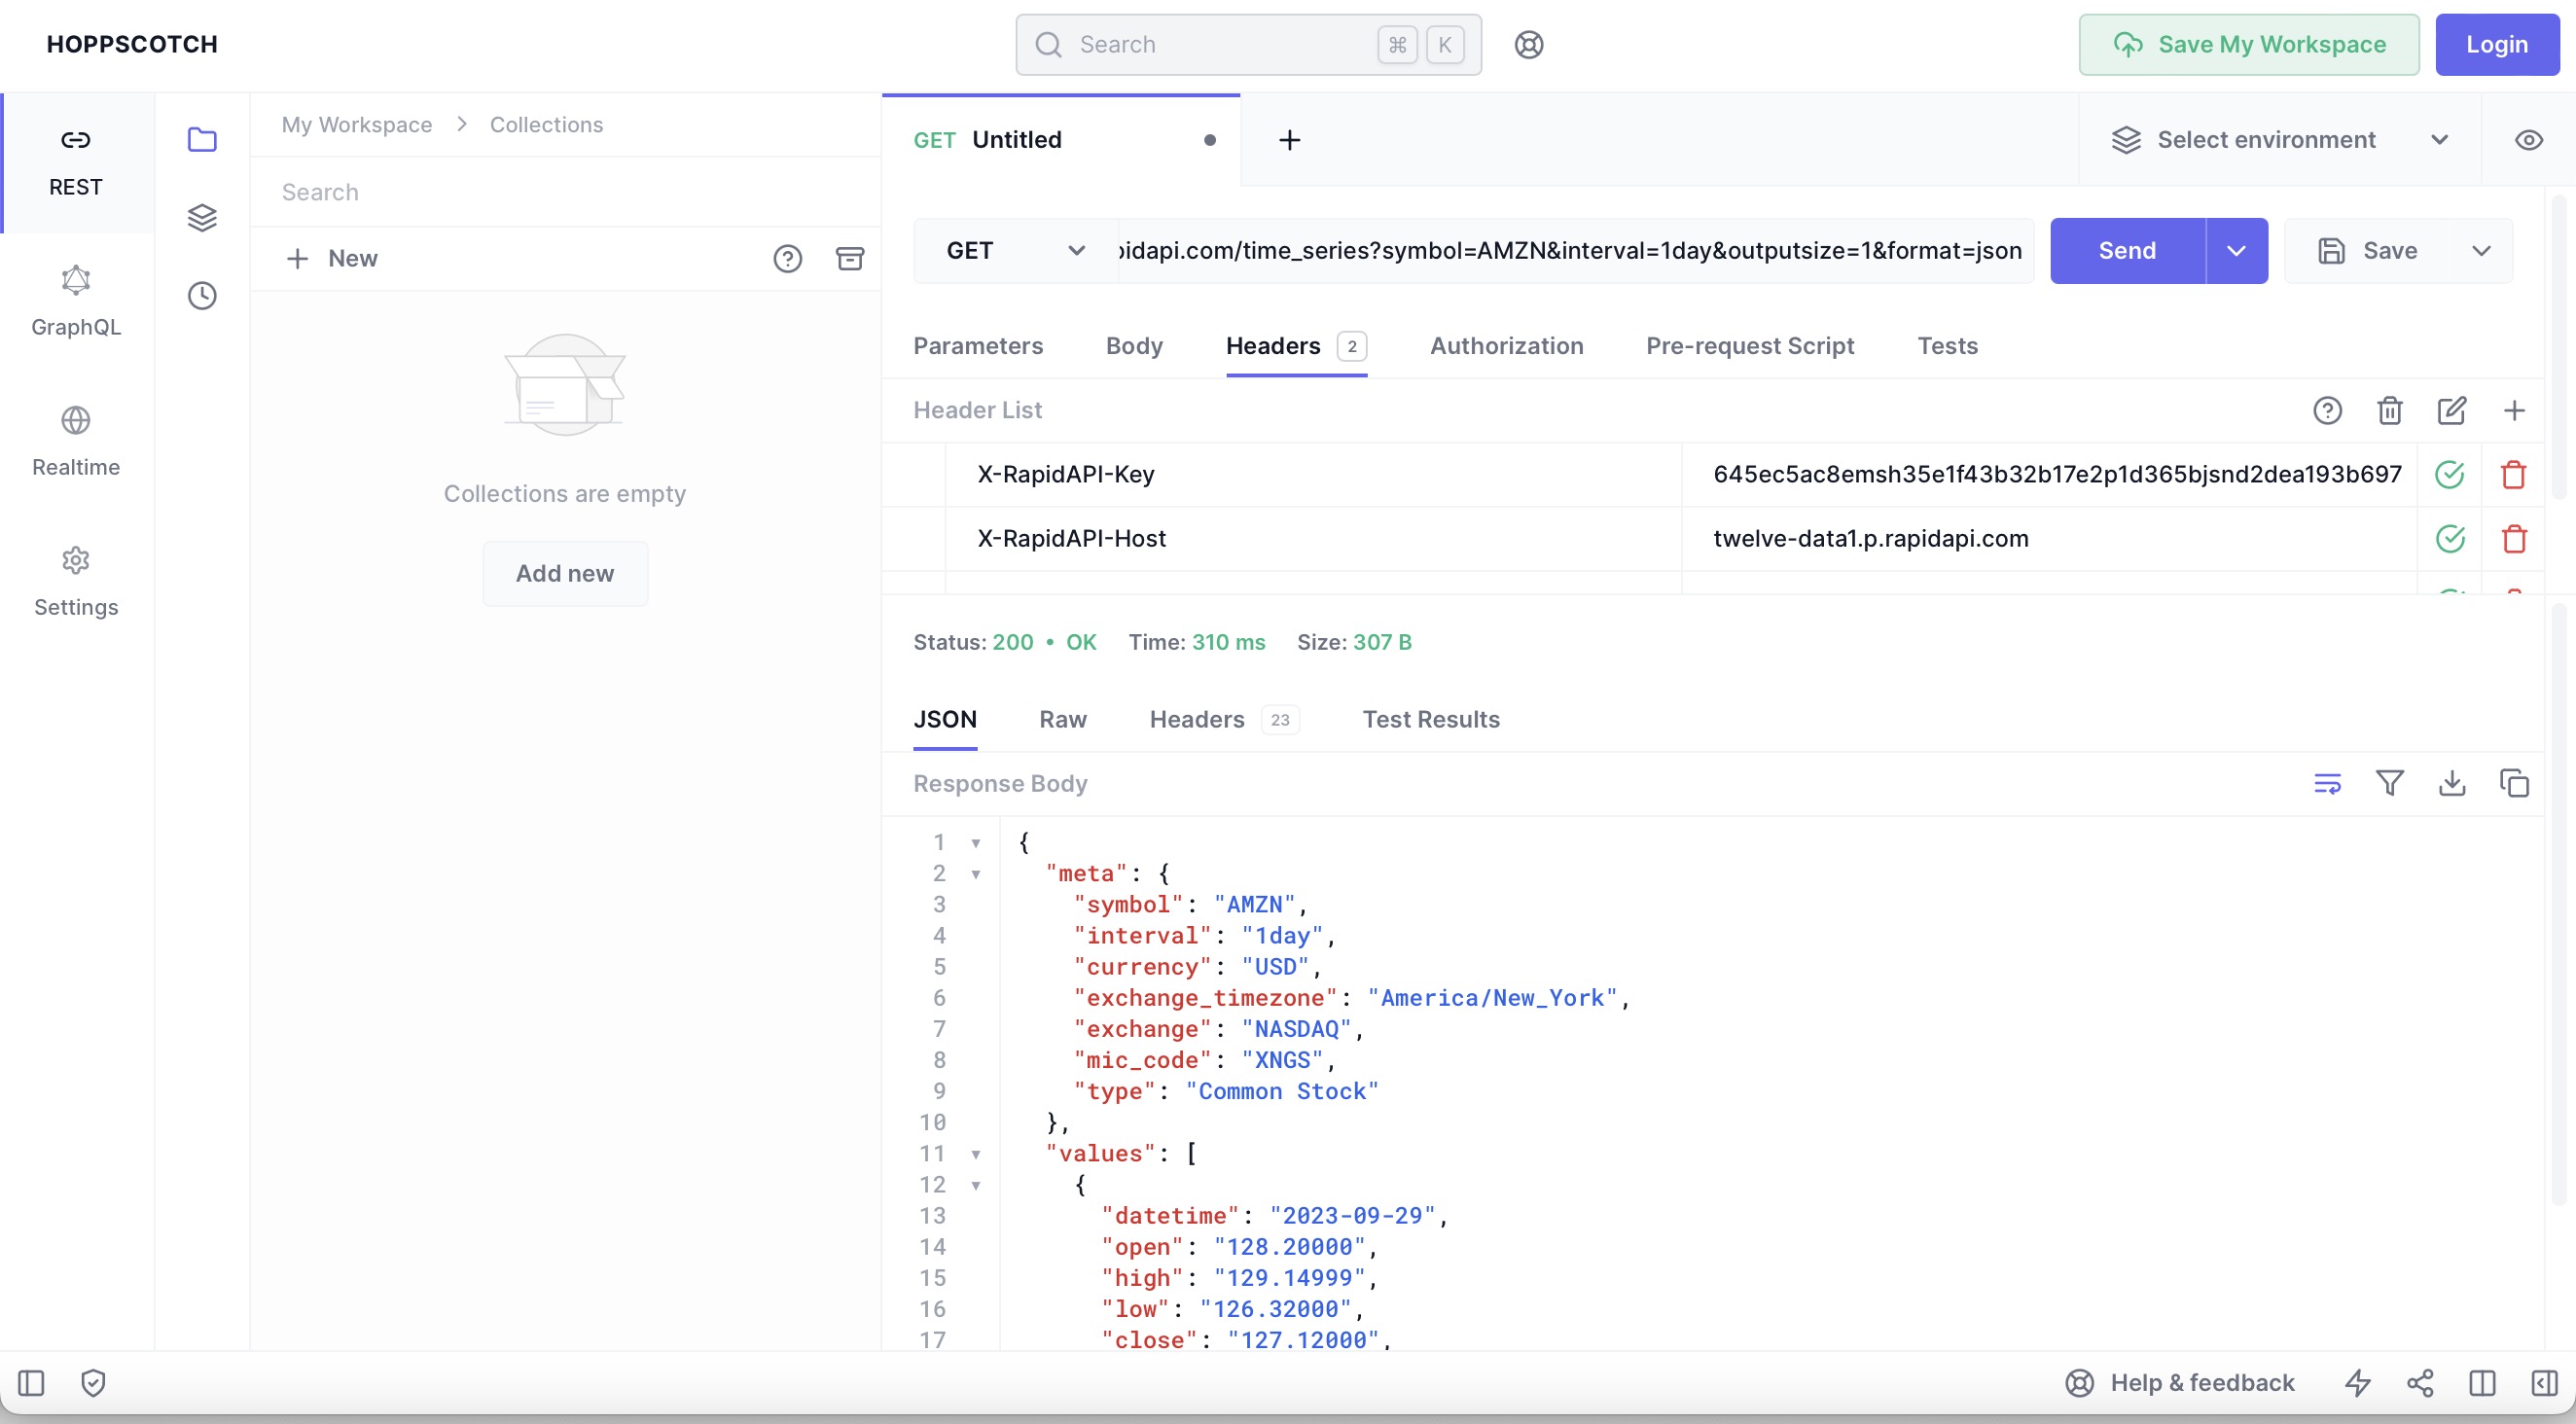 HOPPSCOTCH
Search
⌘ K
Save My Workspace
Login
REST
GraphQL
Realtime
Settings
My Workspace > Collections
Search
New
Collections are empty
Add new
GET Untitled
Select environment
GET
pidapi.com/time_series?symbol=AMZN&interval=1day&outputsize=1&format=json
Send
Save
Parameters Body Headers 2 Authorization Pre-request Script Tests
Header List
X-RapidAPI-Key 645ec5ac8emsh35e1f43b32b17e2p1d365bjsnd2dea193b697
X-RapidAPI-Host twelve-data1.p.rapidapi.com
Status: 200 • OK Time: 310 ms Size: 307 B
JSON Raw Headers 23 Test Results
Response Body
1 {
2 "meta": {
3 "symbol": "AMZN",
4 "interval": "1day",
5 "currency": "USD",
6 "exchange_timezone": "America/New_York",
7 "exchange": "NASDAQ",
8 "mic_code": "XNGS",
9 "type": "Common Stock"
10 },
11 "values": [
12 {
13 "datetime": "2023-09-29",
14 "open": "128.20000",
15 "high": "129.14999",
16 "low": "126.32000",
17 "close": "127.12000",
Help & feedback